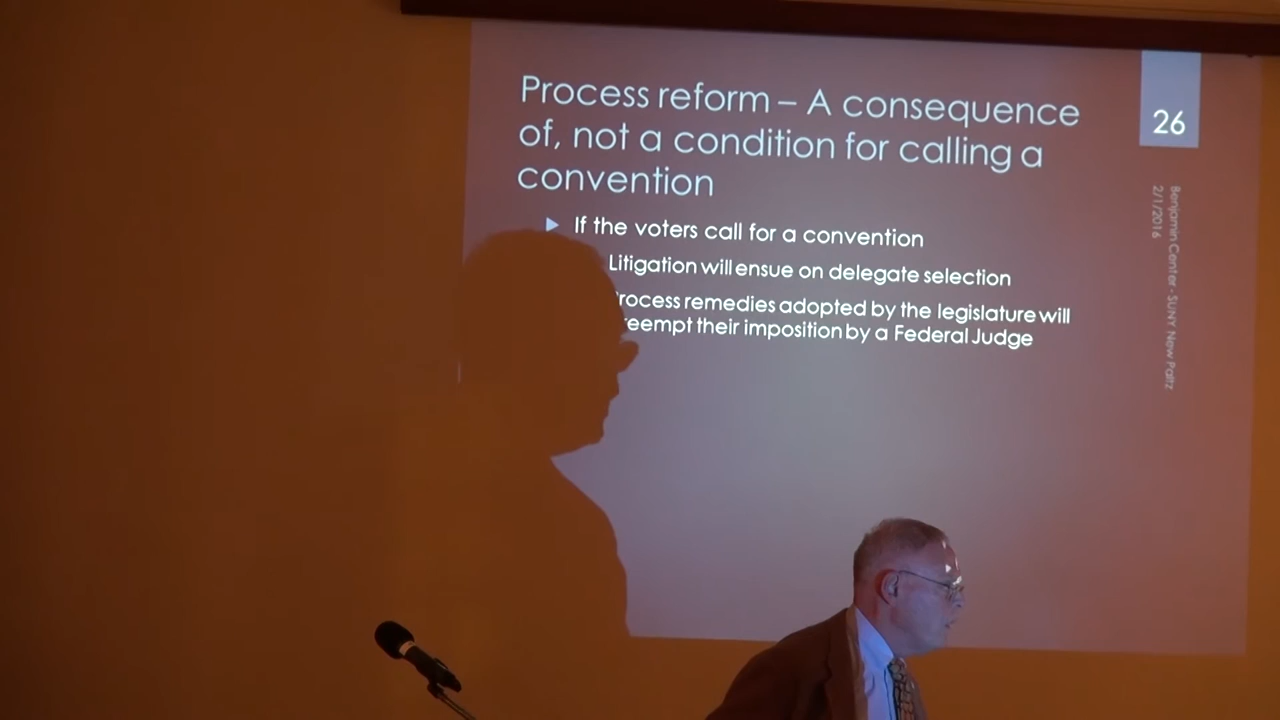 Process reform – A consequence
of, not a condition for calling a
convention
If the voters call for a convention
Litigation will ensue on delegate selection
rocess remedies adopted by the legislature will
reempt their imposition by a Federal Judge
26
Benjamin Center - SUNY New Paltz
2/1/2016